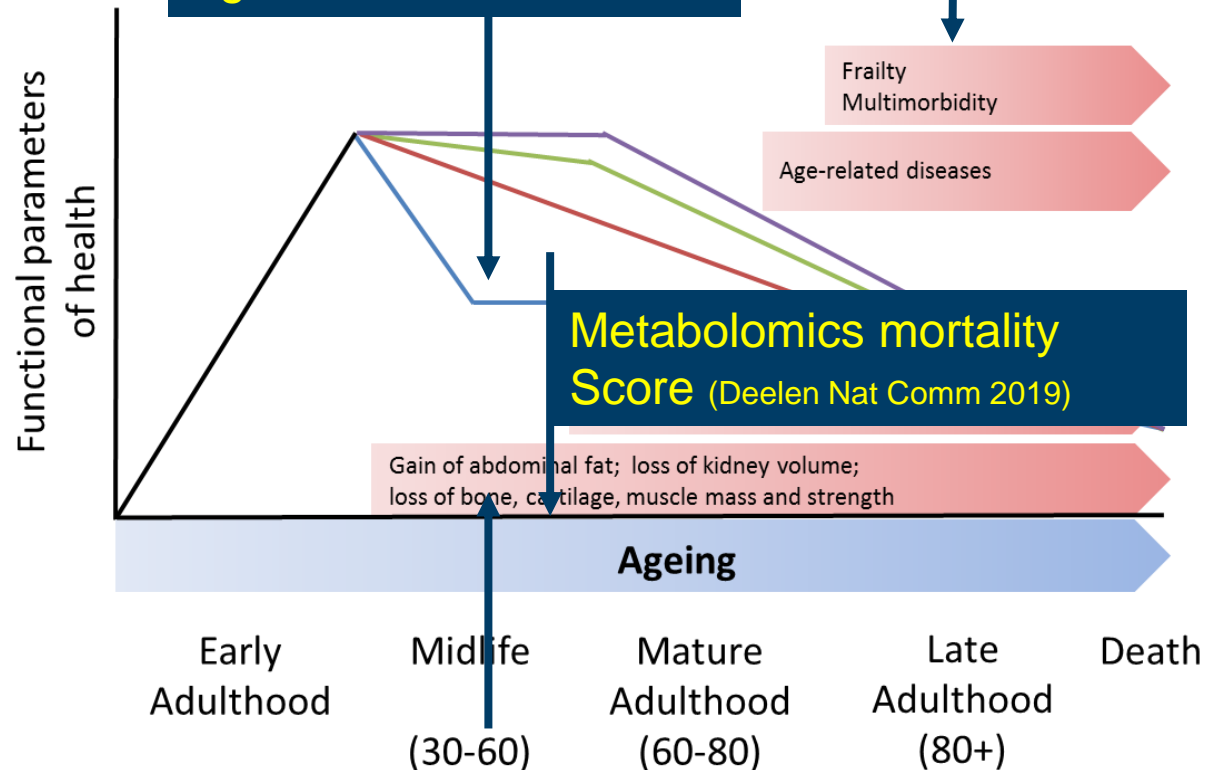 Functional parameters
of health
Frailty
Multimorbidity
Age-related diseases
Metabolomics mortality
Score (Deelen Nat Comm 2019)
Gain of abdominal fat; loss of kidney volume;
loss of bone, cartilage, muscle mass and strength
Ageing
Early
Adulthood
Midlife
(30-60)
Mature
Adulthood
(60-80)
Late
Adulthood
(80+)
Death